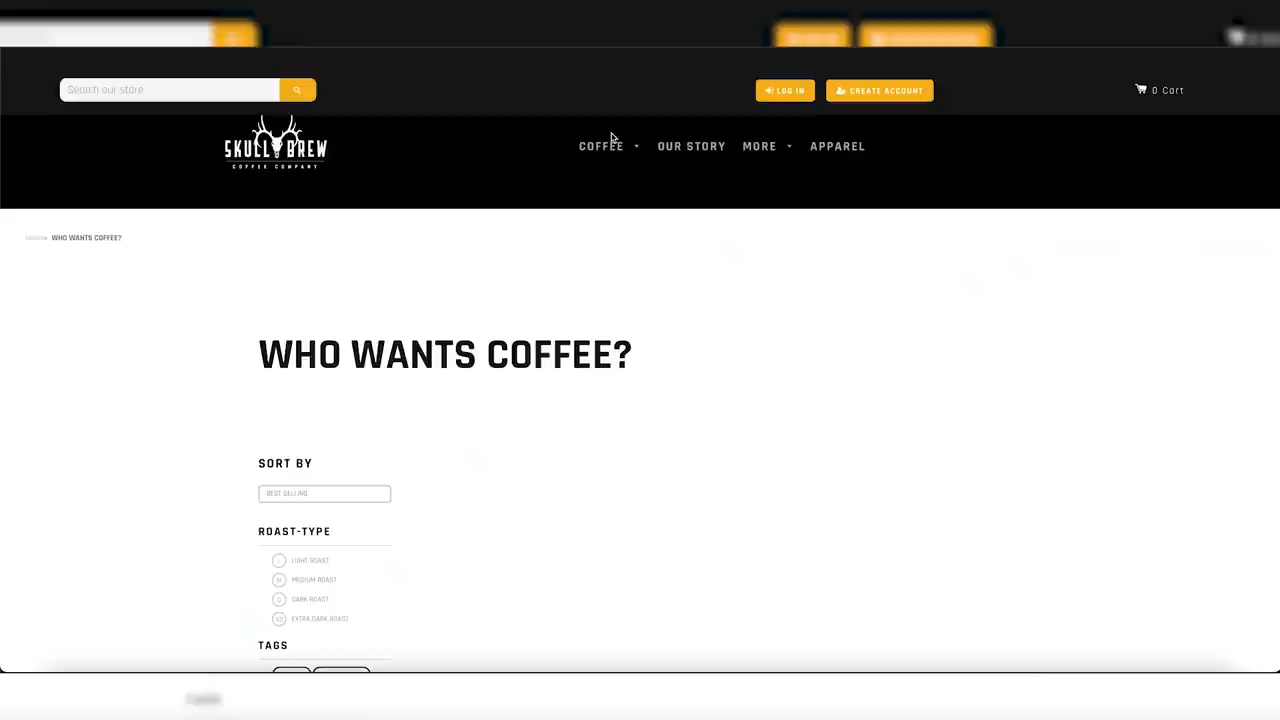 Search our store
LOG IN
CREATE ACCOUNT
0 Cart
SKULL BREW
COFFEE COMPANY
COFFEE
OUR STORY
MORE
APPAREL
WHO WANTS COFFEE?
WHO WANTS COFFEE?
SORT BY
BEST SELLING
ROAST-TYPE
L LIGHT ROAST
M MEDIUM ROAST
DARK ROAST
XD EXTRA DARK ROAST
TAGS